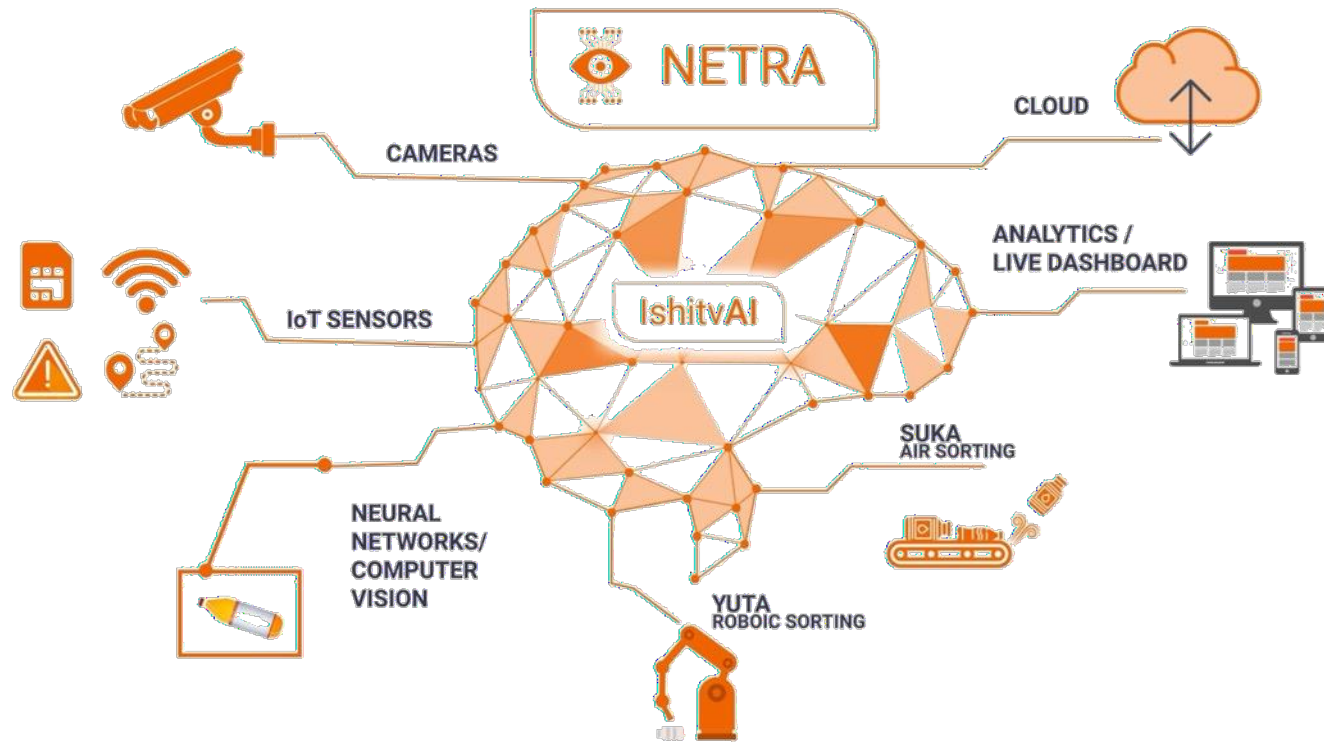 NETRA
CLOUD
CAMERAS
ANALYTICS /
LIVE DASHBOARD
IshitvAI
IoT SENSORS
SUKA
AIR SORTING
NEURAL
NETWORKS/
COMPUTER
VISION
YUTA
ROBOIC SORTING